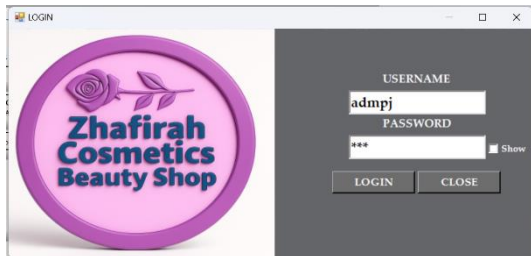 LOGIN
Zhafirah
Cosmetics
Beauty Shop
USERNAME
admpj
PASSWORD
***
Show
LOGIN CLOSE